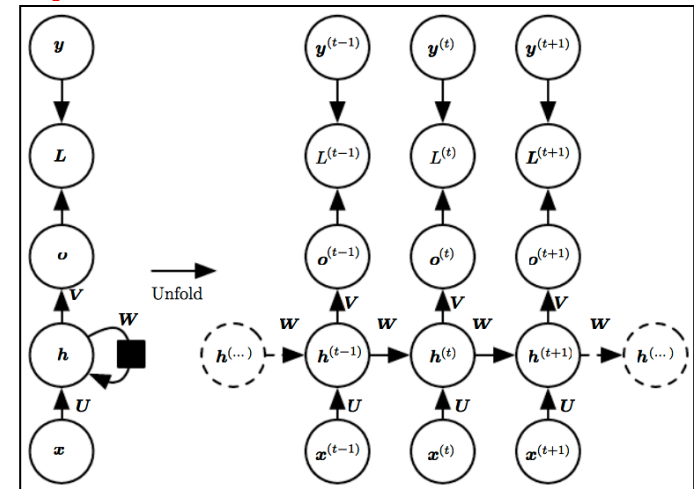 y y^(t−1) y^(t) y^(t+1)
L L^(t−1) L^(t) L^(t+1)
o o^(t−1) o^(t) o^(t+1)
Unfold
V V V V
W W W W W
h h^(...) h^(t−1) h^(t) h^(t+1) h^(...)
U U U U
x x^(t−1) x^(t) x^(t+1)